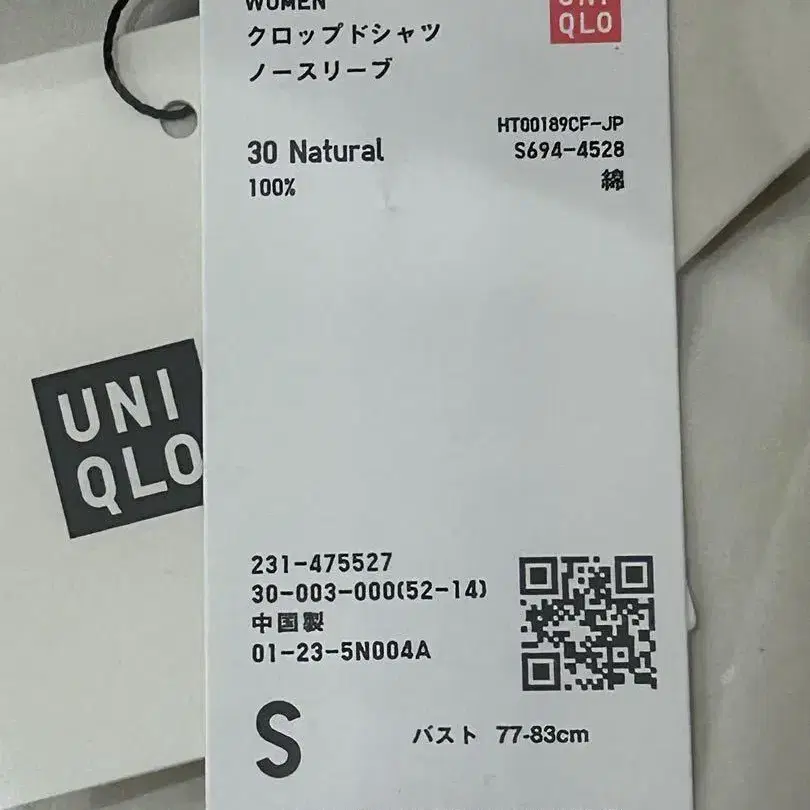 WOMEN
UNI
QLO
クロップドシャツ
ノースリーブ
HT00189CF-JP
30 Natural
S694-4528
100%
綿
UNI
QLO
231-475527
30-003-000(52-14)
中国製
01-23-5N004A
S
バスト 77-83cm